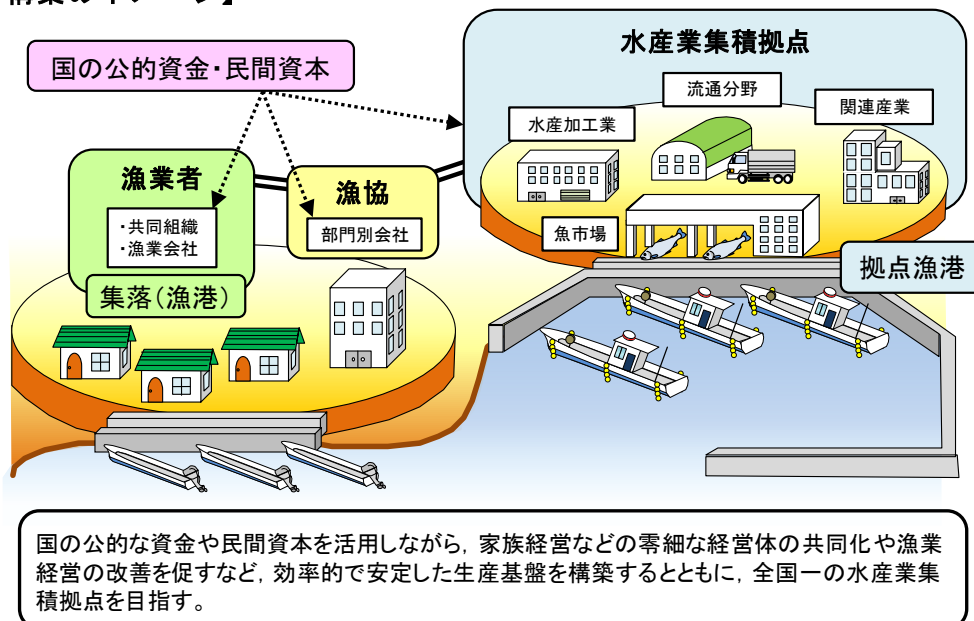 構築のイメージ】
国の公的資金・民間資本
水産業集積拠点
流通分野
関連産業
水産加工業
漁業者
漁協
・共同組織
・漁業会社
部門別会社
魚市場
拠点漁港
集落(漁港)
国の公的な資金や民間資本を活用しながら,家族経営などの零細な経営体の共同化や漁業
経営の改善を促すなど,効率的で安定した生産基盤を構築するとともに,全国一の水産業集
積拠点を目指す。